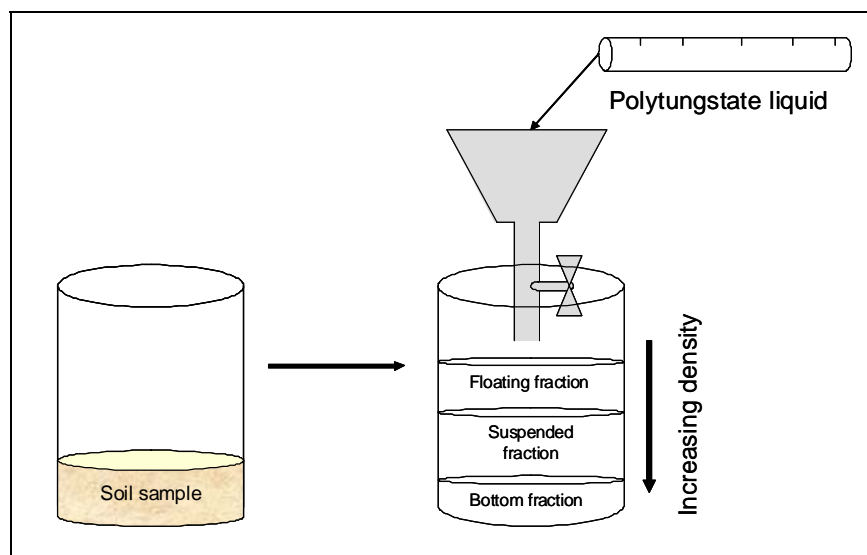 Polytungstate liquid
Floating fraction
Suspended
fraction
Bottom fraction
Soil sample
Increasing density